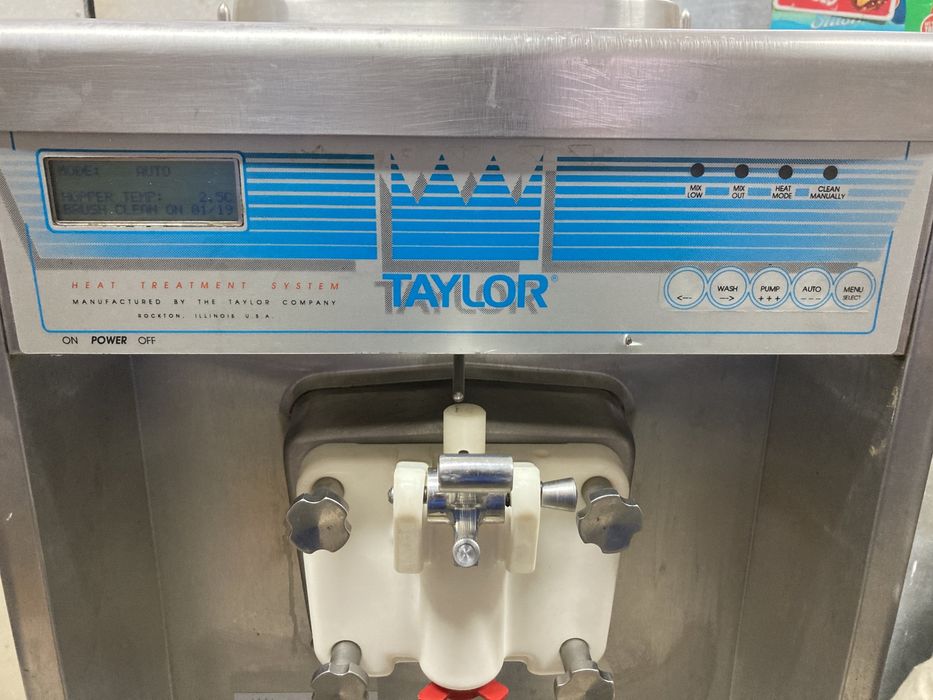 MODE: AUTO
HOPPER TEMP: 2.5C
BRUSH CLEAN ON 01/19
MIX LOW
MIX OUT
HEAT MODE
CLEAN MANUALLY
TAYLOR®
HEAT TREATMENT SYSTEM
MANUFACTURED BY THE TAYLOR COMPANY
ROCKTON, ILLINOIS U.S.A.
<---
WASH
--->
PUMP
+++
AUTO
---
MENU
SELECT
ON POWER OFF